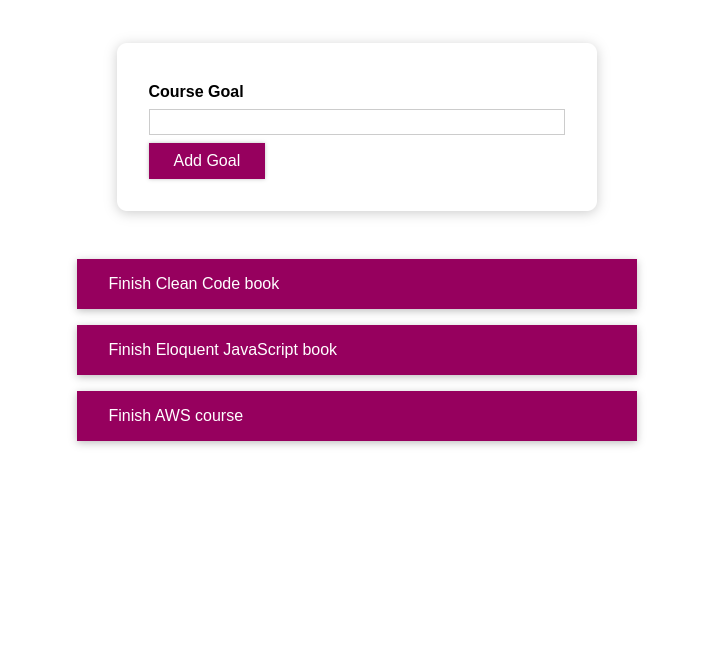 Course Goal
Add Goal
Finish Clean Code book
Finish Eloquent JavaScript book
Finish AWS course